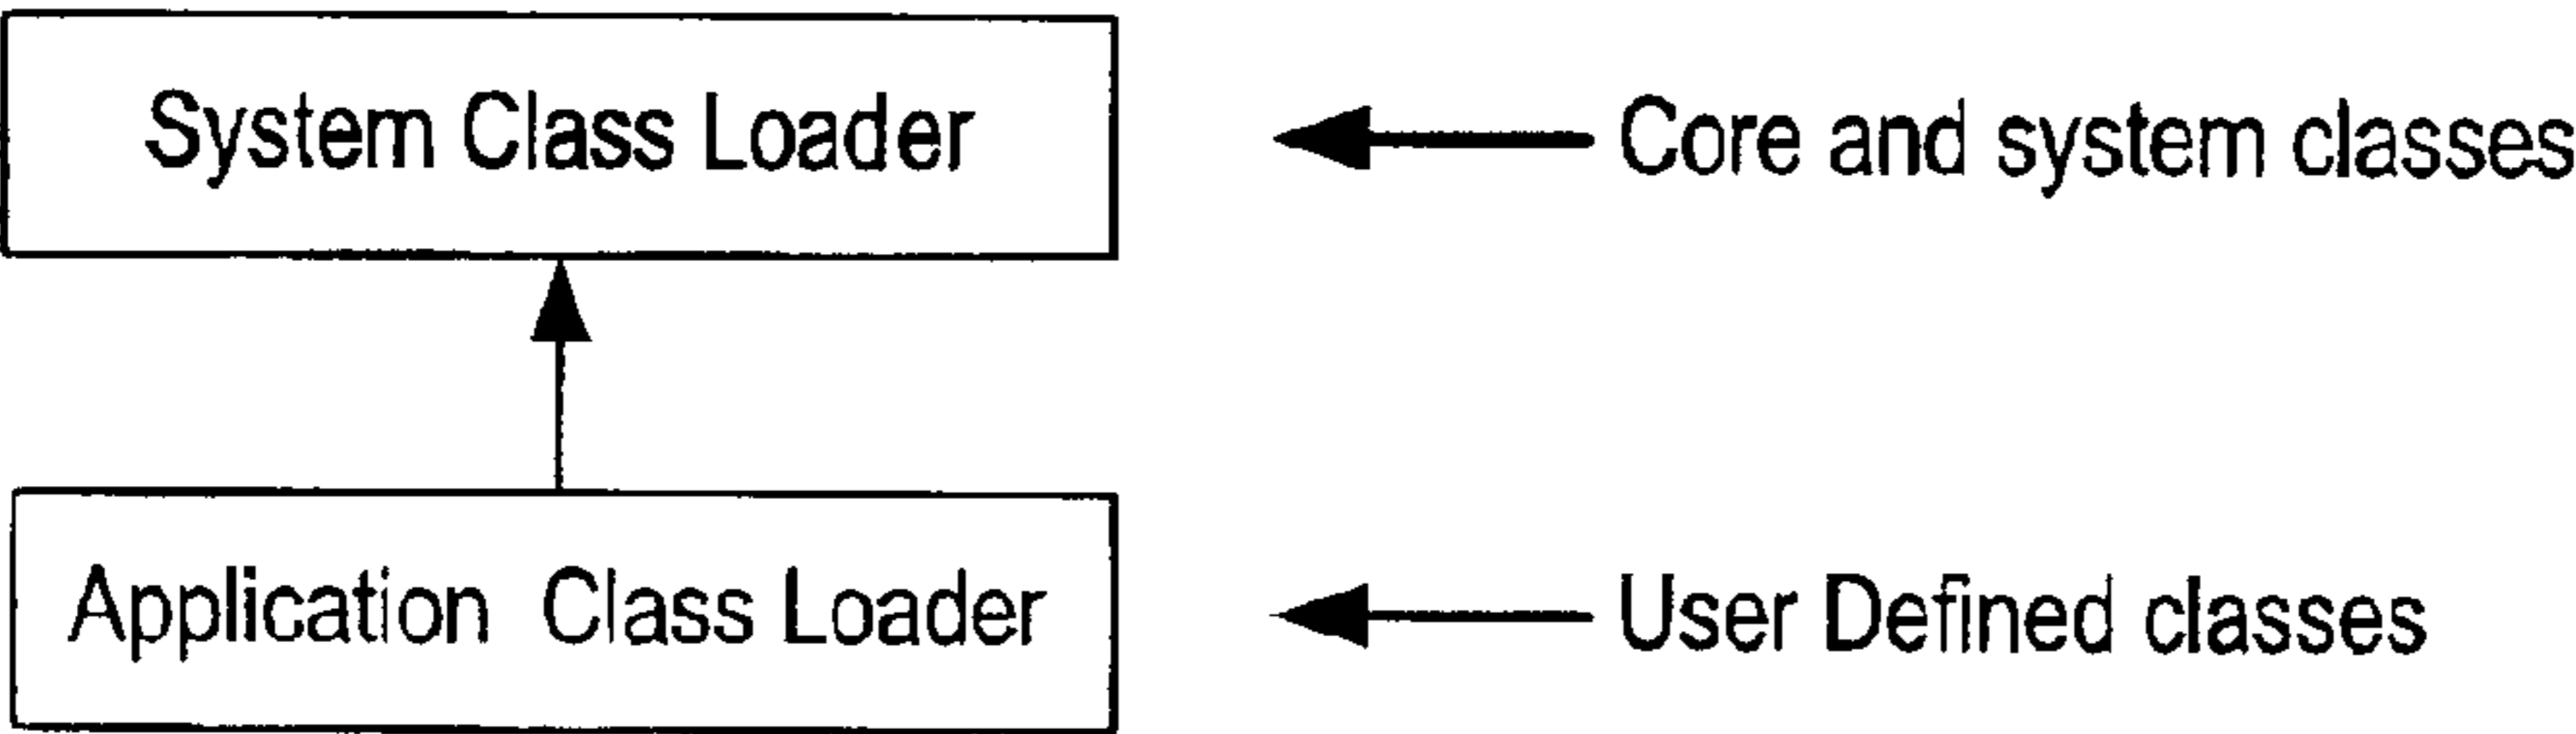 System Class Loader
Core and system classes
Application Class Loader
User Defined classes